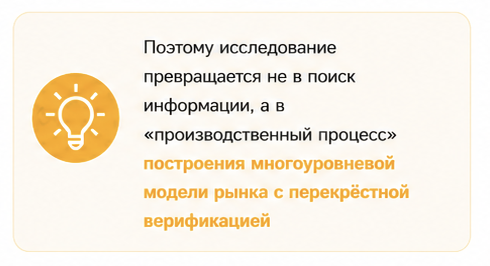 Поэтому исследование
превращается не в поиск
информации, а в
«производственный процесс»
построения многоуровневой
модели рынка с перекрёстной
верификацией